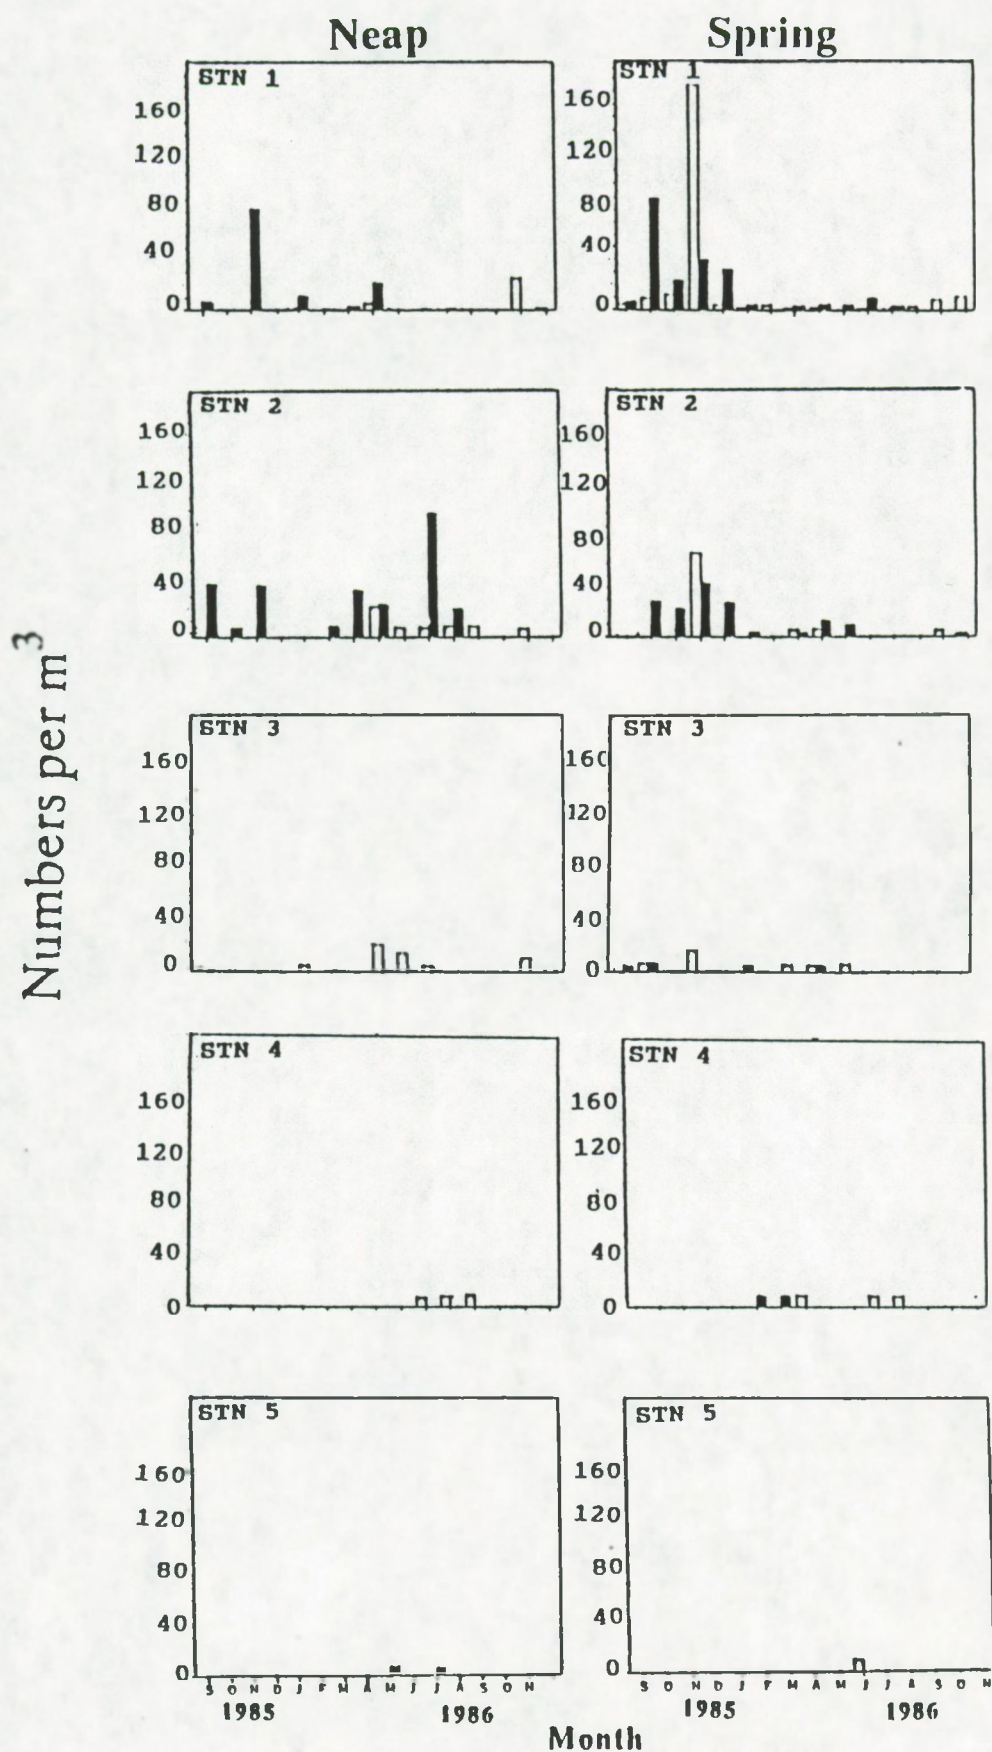 Neap Spring
STN 1 STN 1
160 160
120 120
80 80
40 40
0 0
STN 2 STN 2
160 160
120 120
80 80
40 40
0 0
Numbers per m³
STN 3 STN 3
160 160
120 120
80 80
40 40
0 0
STN 4 STN 4
160 160
120 120
80 80
40 40
0 0
STN 5 STN 5
160 160
120 120
80 80
40 40
0 0
S O N D J F M A M J J A S O N S O N D J F M A M J J A S O N
1985 1986 1985 1986
Month